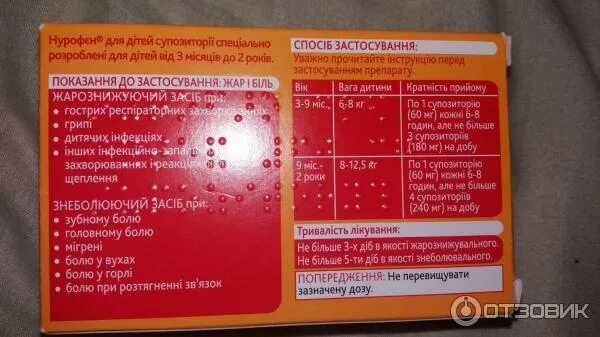 Нурофєн® для дітей супозиторії спеціально
розроблені для дітей від 3 місяців до 2 років.
ПОКАЗАННЯ ДО ЗАСТОСУВАННЯ: ЖАР І БІЛЬ
ЖАРОЗНИЖУЮЧИЙ ЗАСІБ при:
• гострих респіраторних захворюваннях
• грипі
• дитячих інфекціях
• інших інфекційно-запальних
захворюваннях і реакціях
щеплення
ЗНЕБОЛЮЮЧИЙ ЗАСІБ при:
• зубному болю
• головному болю
• мігрені
• болю у вухах
• болю у горлі
• болю при розтягненні зв'язок
СПОСІБ ЗАСТОСУВАННЯ:
Уважно прочитайте інструкцію перед
застосуванням препарату.
Вік Вага дитини Кратність прийому
3-9 міс. 6-8 кг По 1 супозиторію
(60 мг) кожні 6-8
годин, але не більше
3 супозиторіїв
(180 мг) на добу
9 міс.- 8-12,5 кг По 1 супозиторію
2 роки (60 мг) кожні 6-8
годин, але не більше
4 супозиторіїв
(240 мг) на добу
Тривалість лікування:
Не більше 3-х діб в якості жарознижувального.
Не більше 5-ти діб в якості знеболювального.
ПОПЕРЕДЖЕННЯ: Не перевищувати
зазначену дозу.
ОТЗОВИК